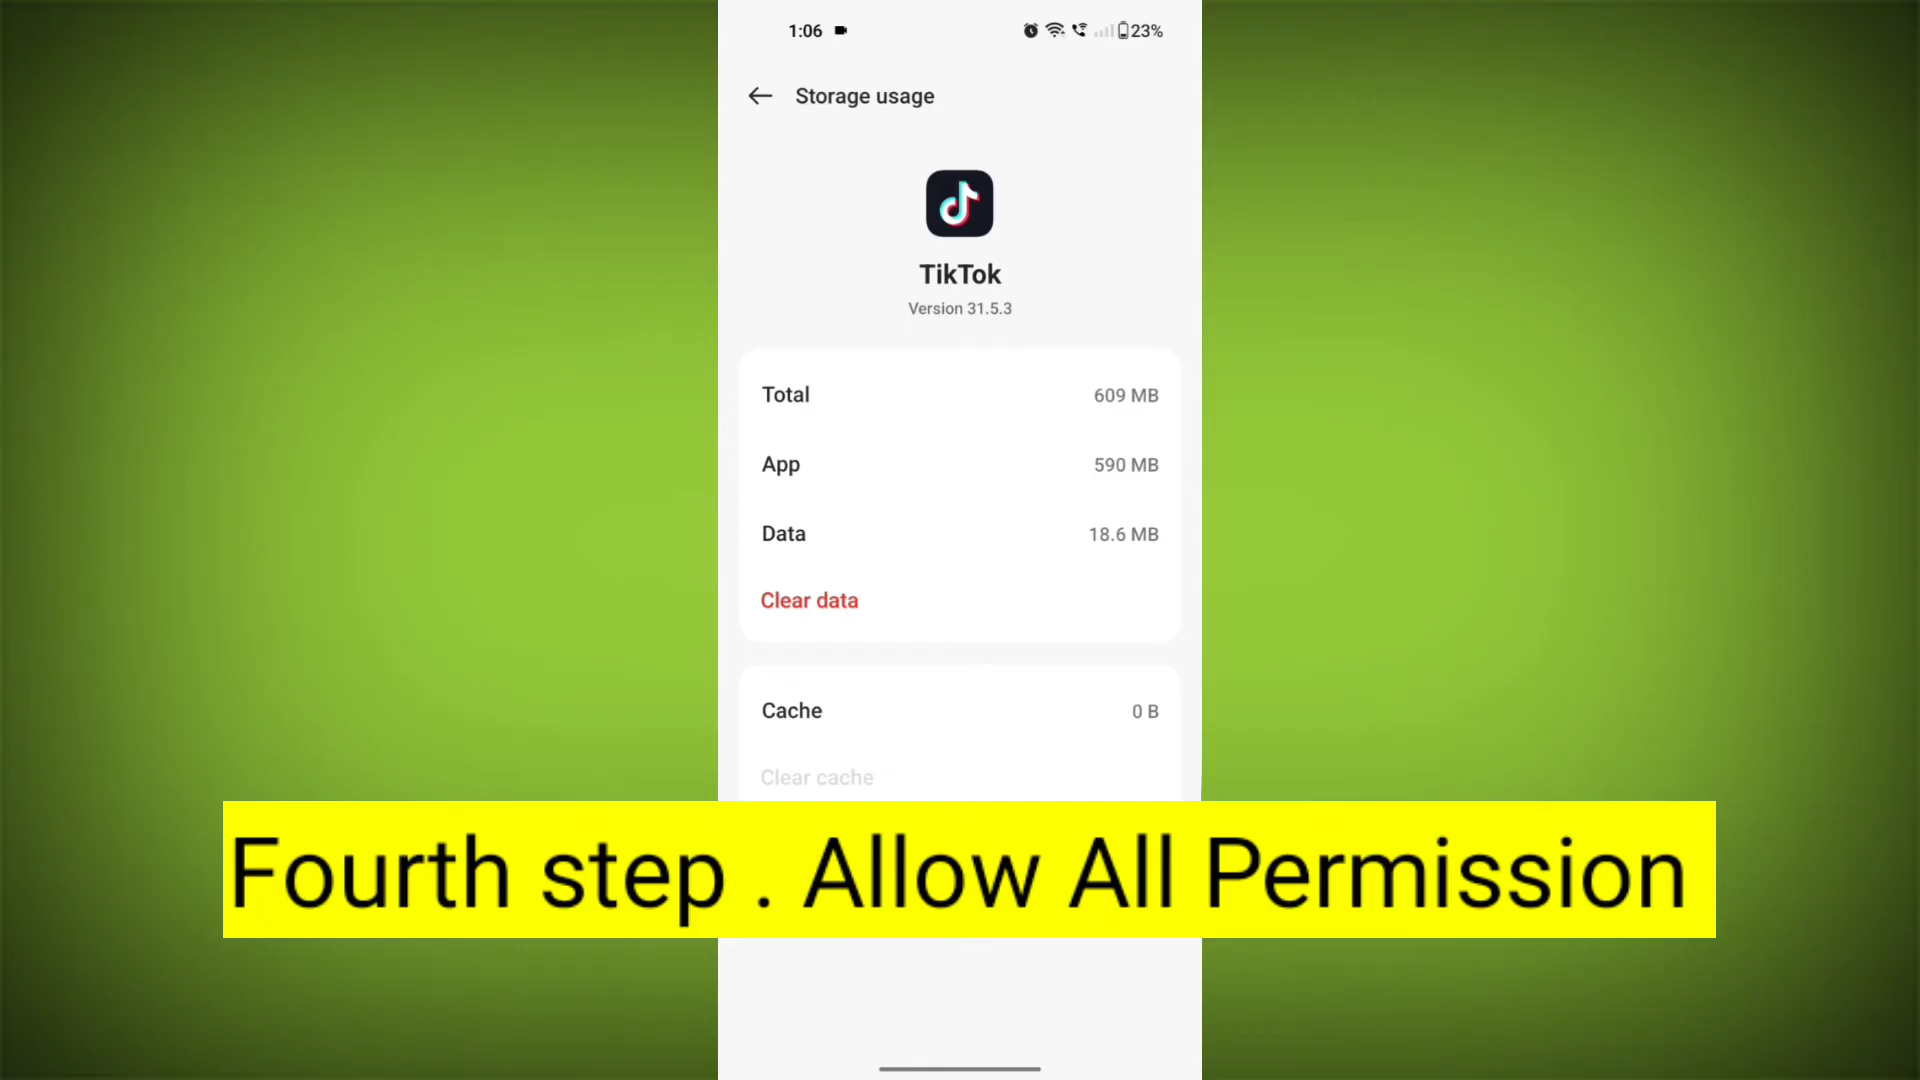 1:06 23%
Storage usage
TikTok
Version 31.5.3
Total 609 MB
App 590 MB
Data 18.6 MB
Clear data
Cache 0 B
Clear cache
Fourth step . Allow All Permission